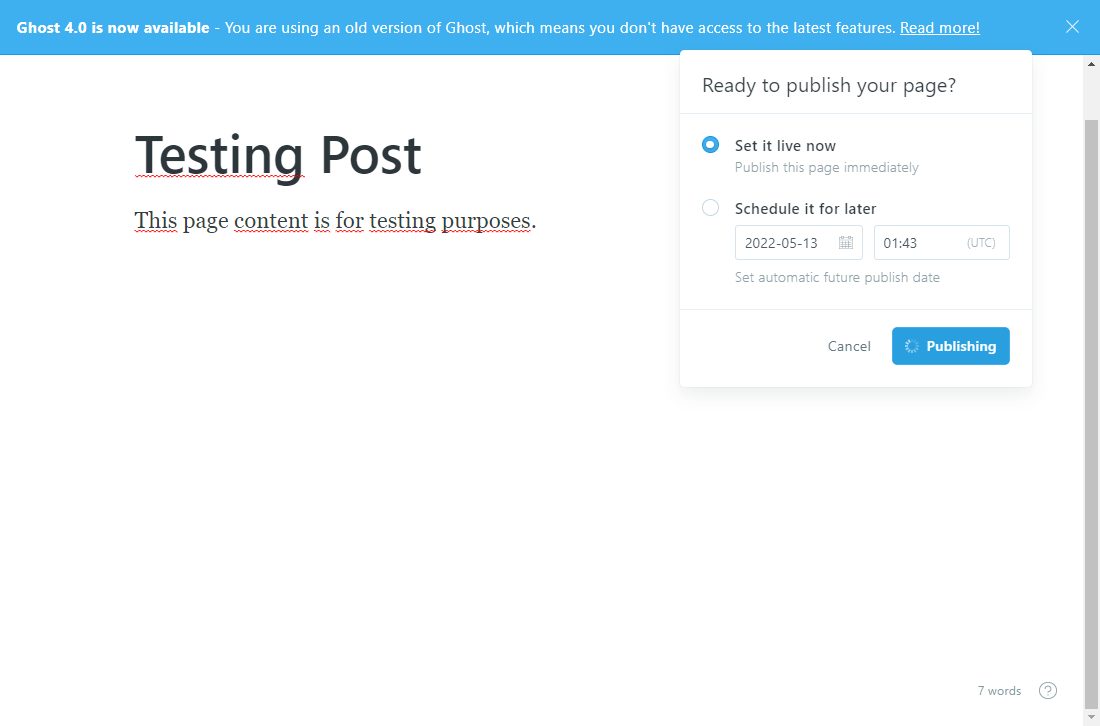 Ghost 4.0 is now available - You are using an old version of Ghost, which means you don't have access to the latest features. Read more!
Ready to publish your page?
Testing Post
This page content is for testing purposes.
Set it live now
Publish this page immediately
Schedule it for later
2022-05-13
01:43 (UTC)
Set automatic future publish date
Cancel
Publishing
7 words
?